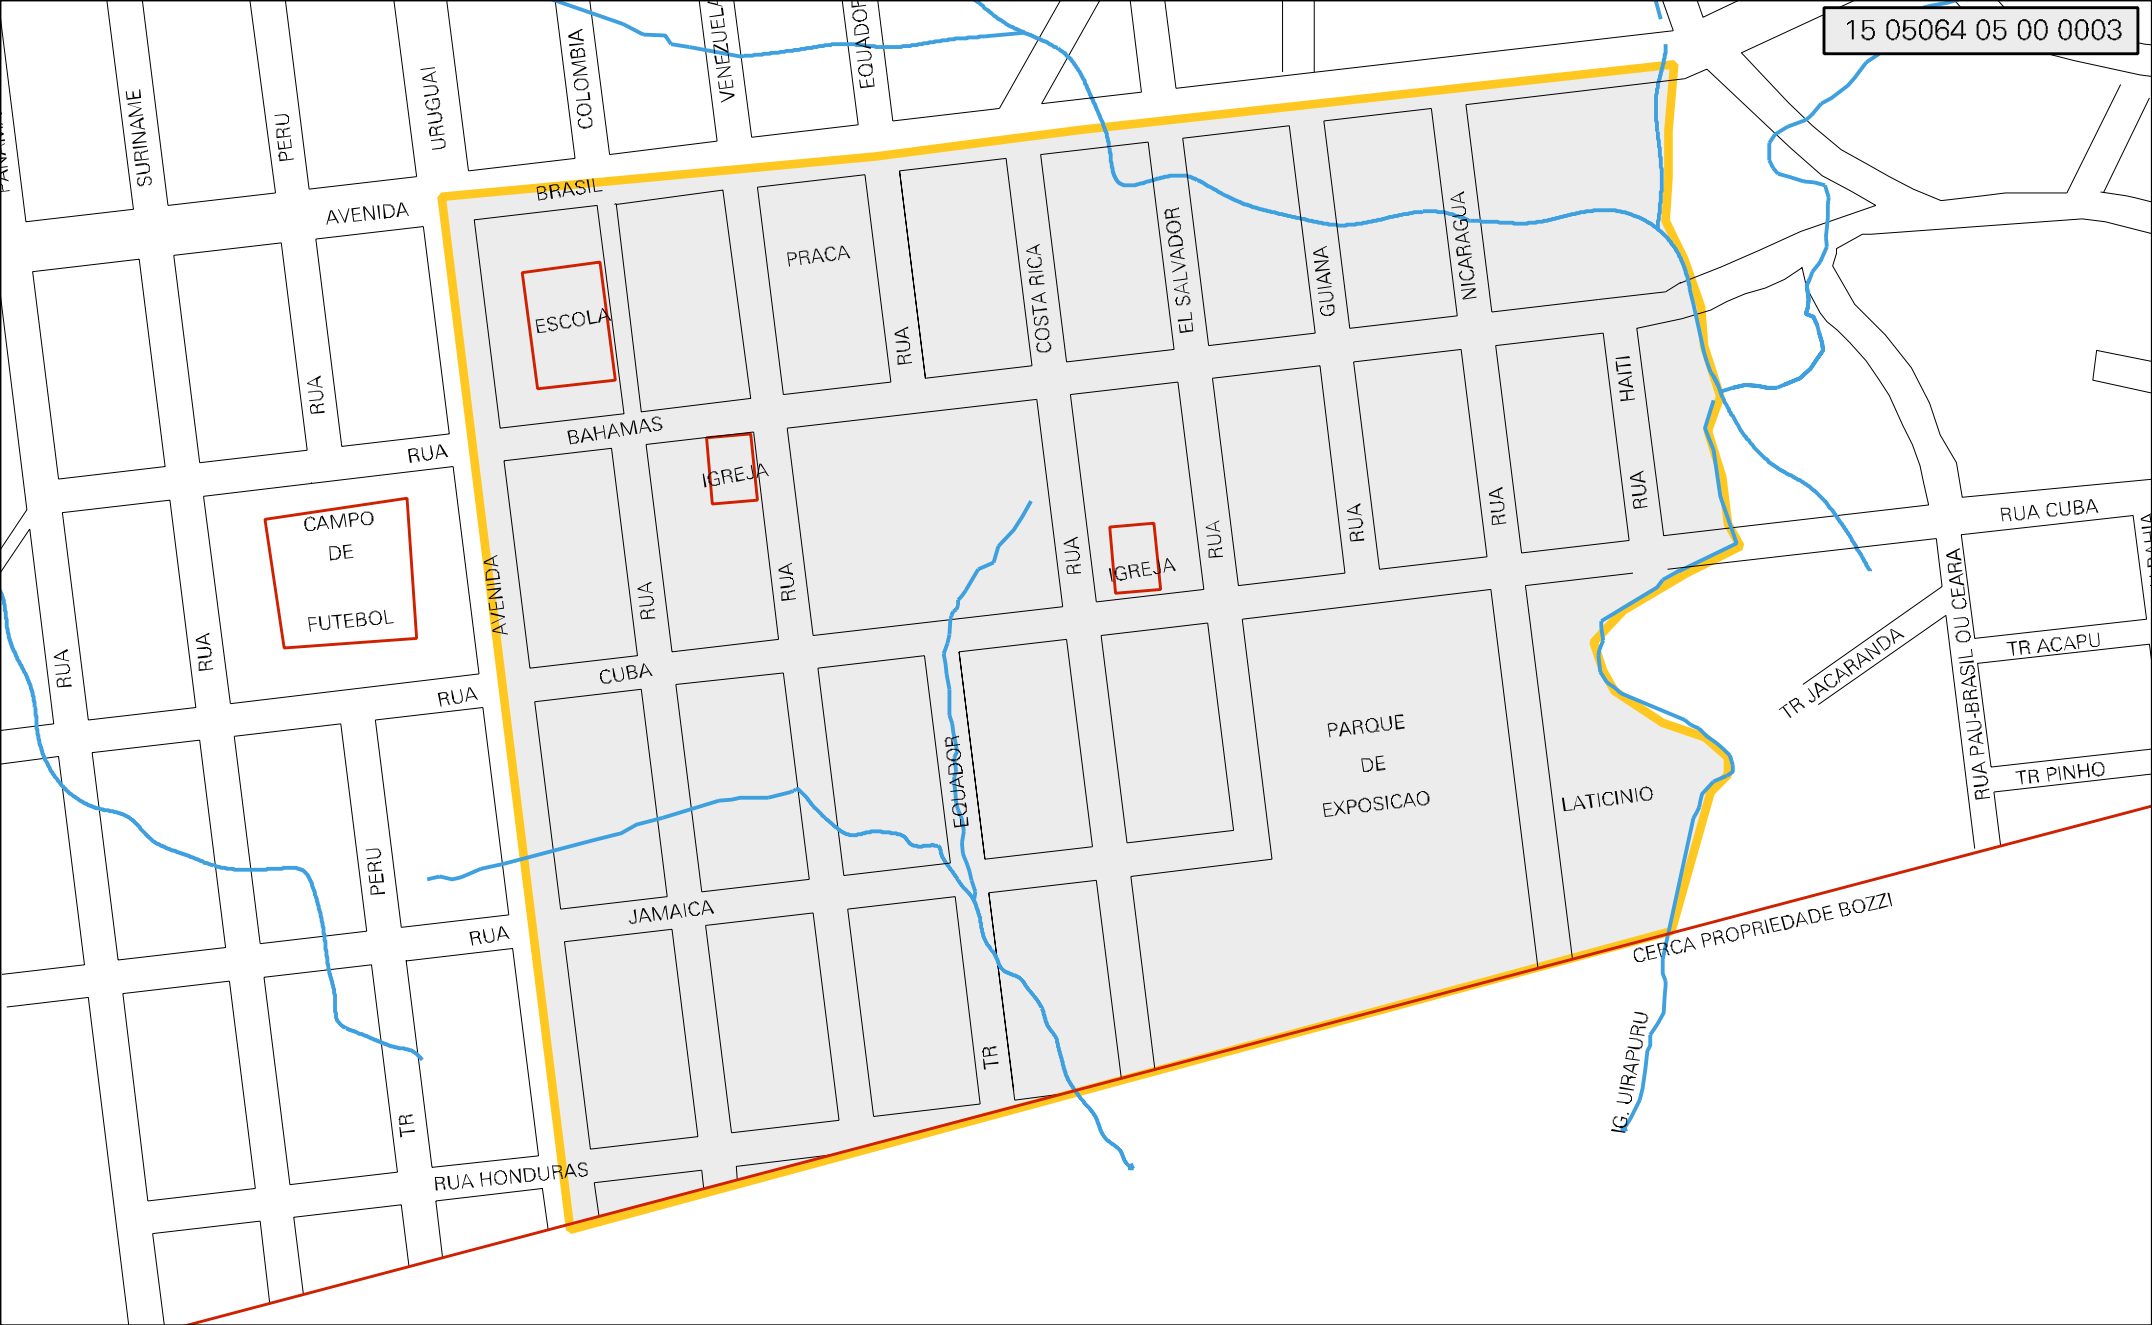 15 05064 05 00 0003
SURINAME
PERU
URUGUAI
COLOMBIA
VENEZUELA
EQUADOR
AVENIDA
BRASIL
PRACA
ESCOLA
RUA
COSTA RICA
EL SALVADOR
GUIANA
NICARAGUA
HAITI
RUA
RUA
BAHAMAS
IGREJA
CAMPO
DE
FUTEBOL
AVENIDA
RUA
RUA
RUA
RUA
RUA
RUA
RUA
RUA
RUA
IGREJA
RUA CUBA
RUA
CUBA
RUA PAU-BRASIL OU CEARA
TR ACAPU
TR JACARANDA
TR PINHO
PARQUE
DE
EXPOSICAO
LATICINIO
EQUADOR
PERU
RUA
JAMAICA
CERCA PROPRIEDADE BOZZI
TR
TR
IG. UIRAPURU
RUA HONDURAS